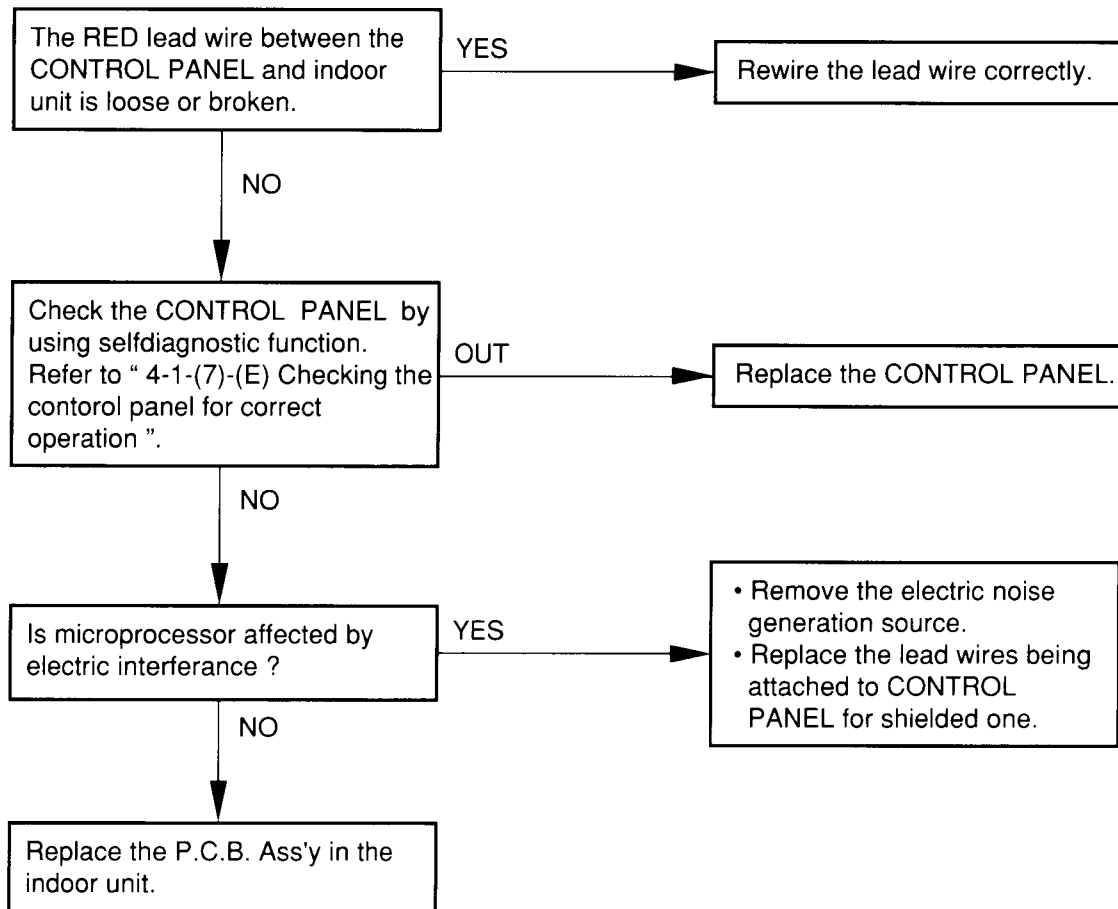 The RED lead wire between the
CONTROL PANEL and indoor
unit is loose or broken.
YES
Rewire the lead wire correctly.
NO
Check the CONTROL PANEL by
using selfdiagnostic function.
Refer to “ 4-1-(7)-(E) Checking the
contorol panel for correct
operation ”.
OUT
Replace the CONTROL PANEL.
NO
Is microprocessor affected by
electric interferance ?
YES
• Remove the electric noise
generation source.
• Replace the lead wires being
attached to CONTROL
PANEL for shielded one.
NO
Replace the P.C.B. Ass'y in the
indoor unit.